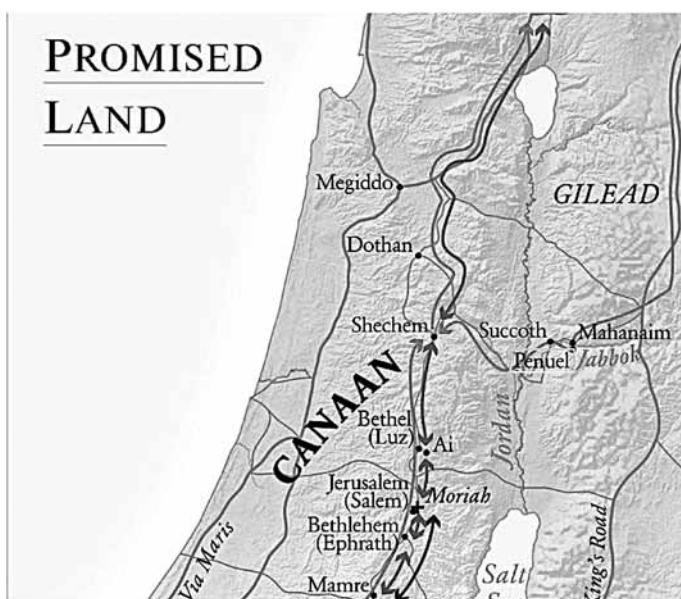 PROMISED
LAND
Megiddo
GILEAD
Dothan
Shechem
Succoth
Mahanaim
Penuel
Jabbok
CANAAN
Bethel
(Luz)
Ai
Jordan
Jerusalem
(Salem)
Moriah
Bethlehem
(Ephrath)
Via Maris
King's Road
Salt
Mamre